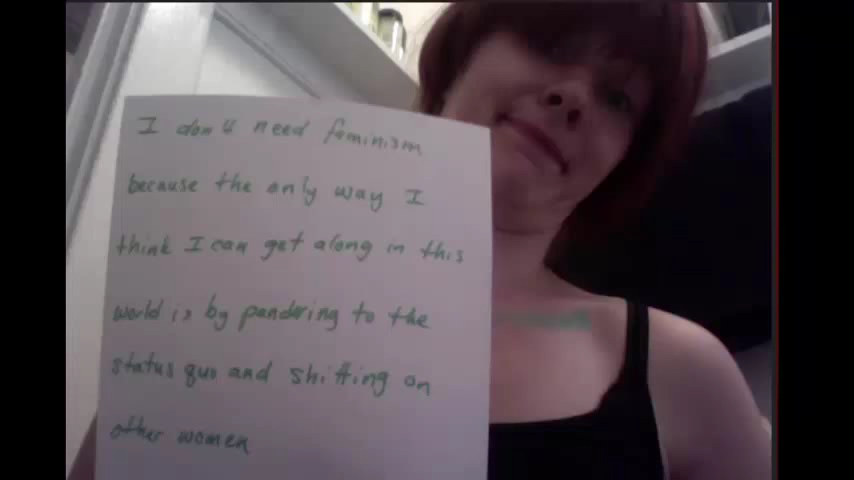 I don't need feminism
because the only way I
think I can get along in this
world is by pandering to the
status quo and shitting on
other women